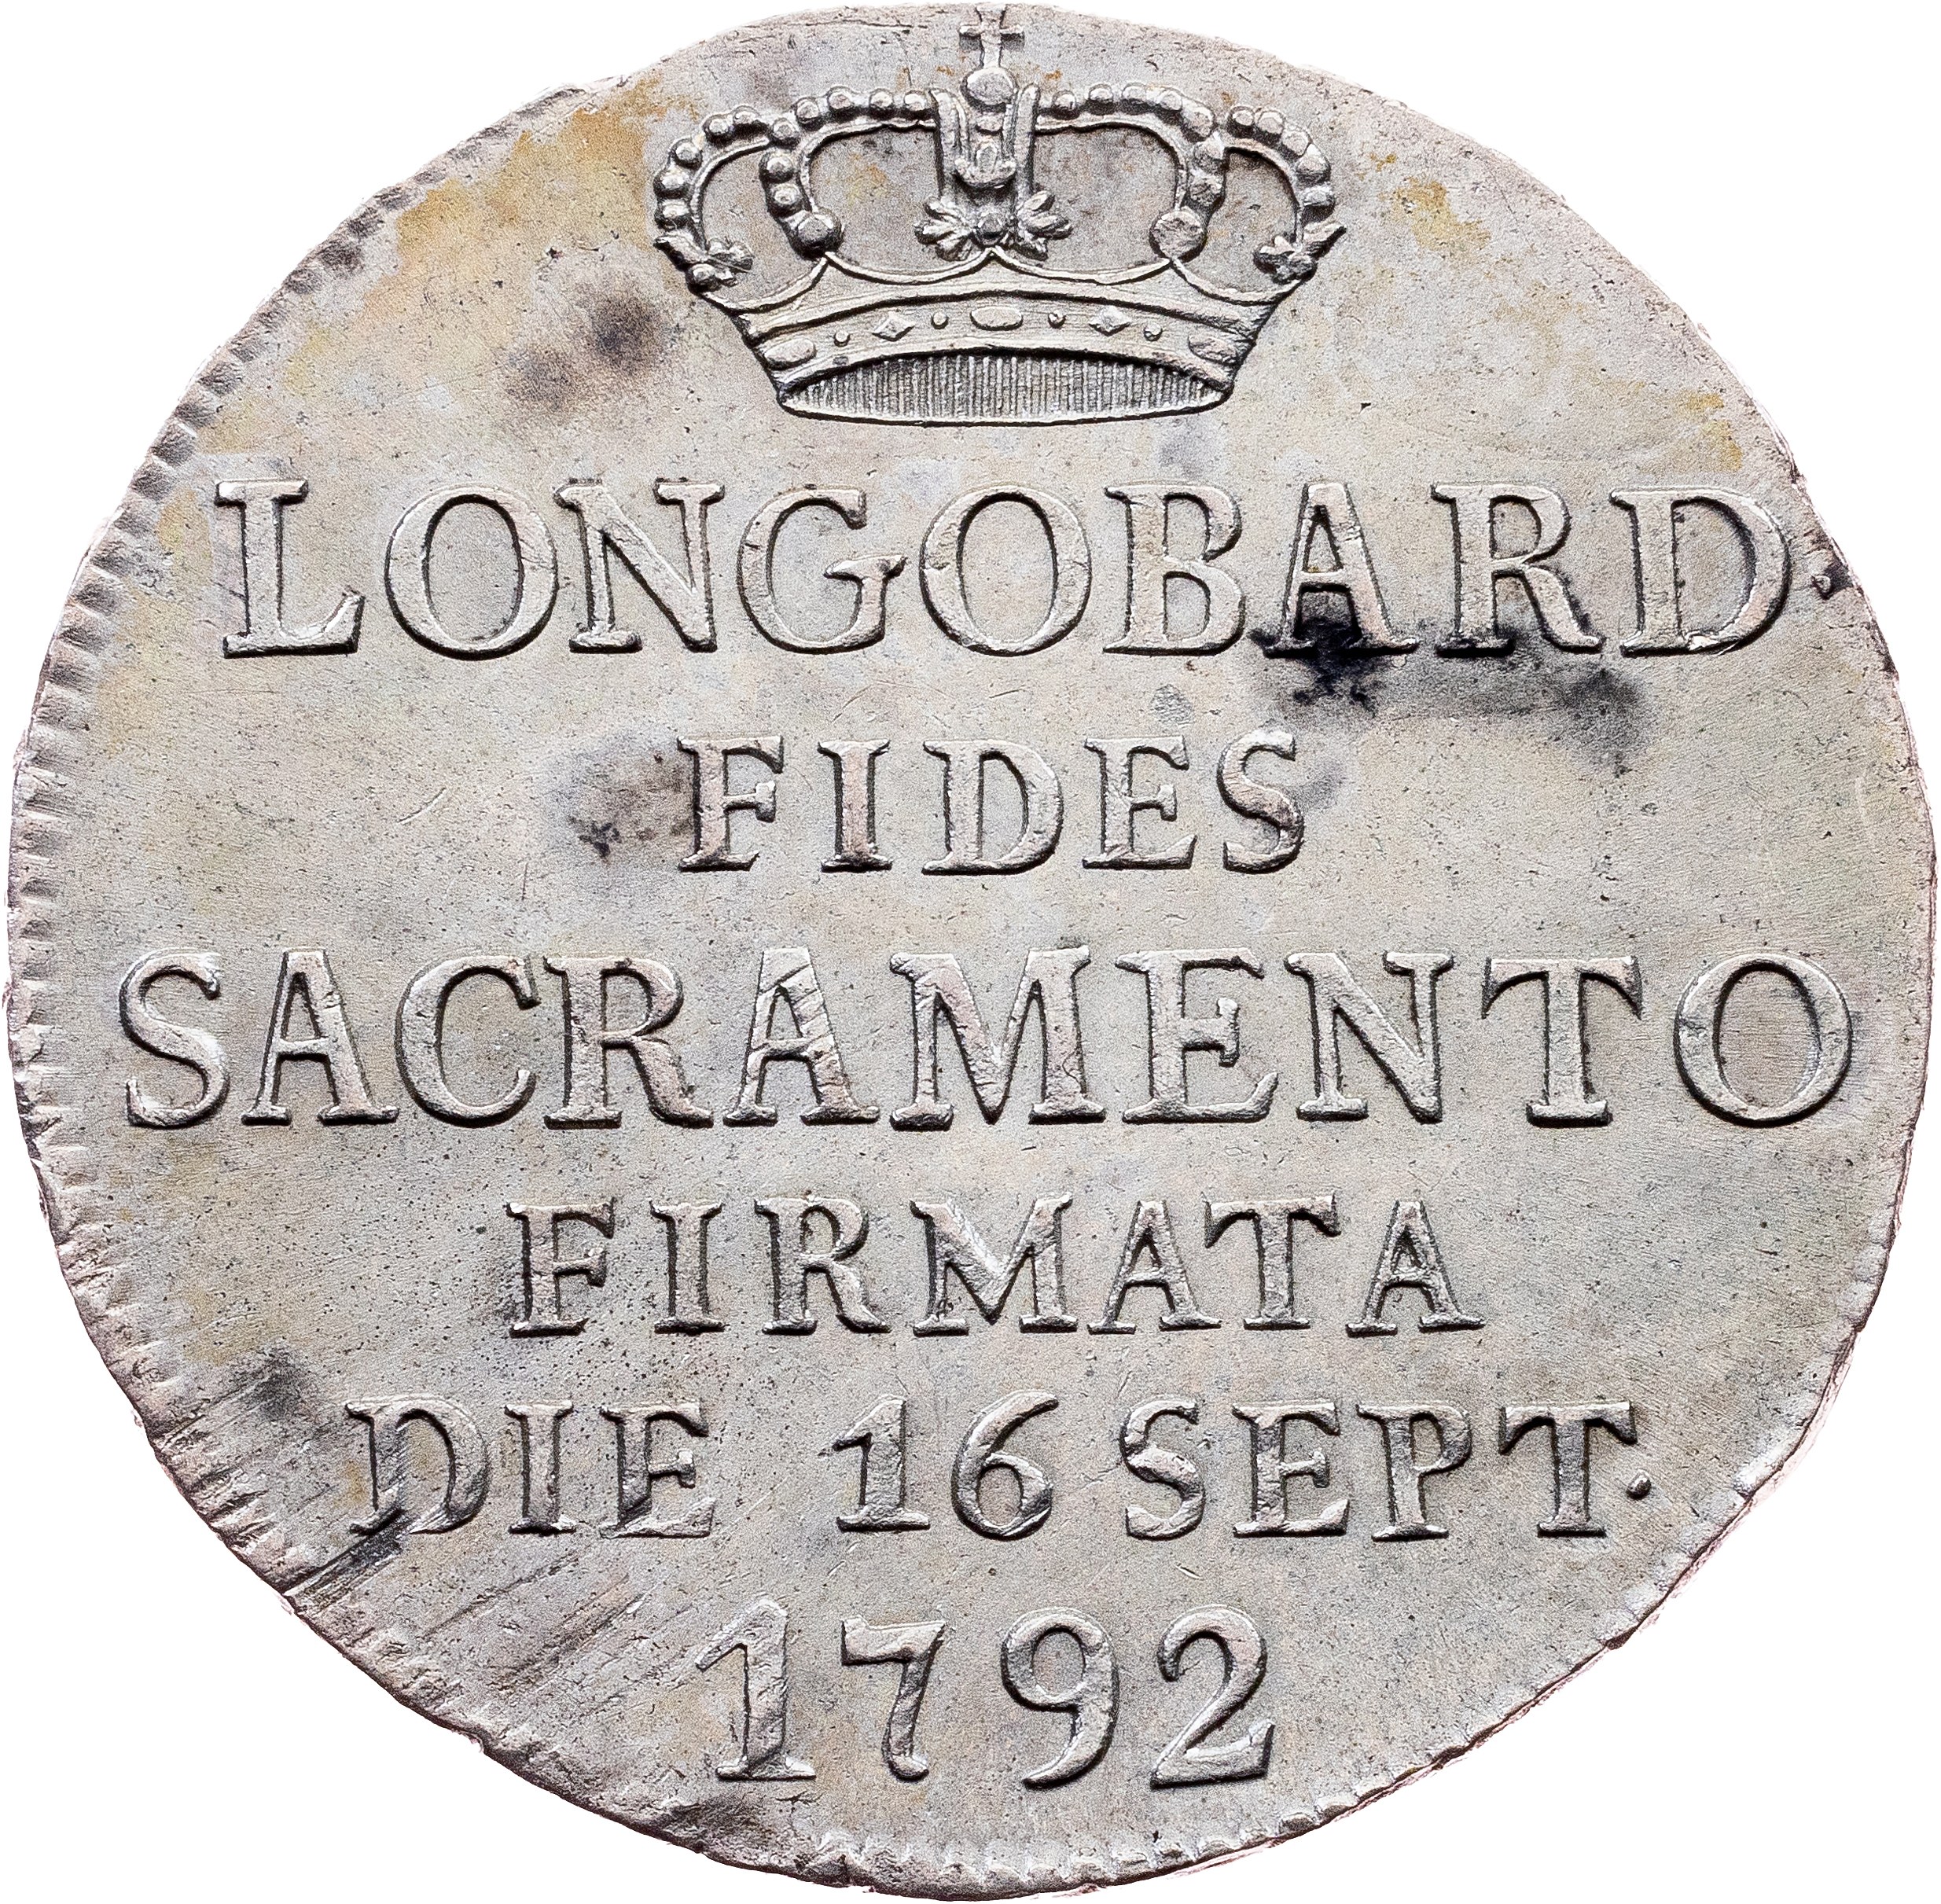 LONGOBARD.
FIDES
SACRAMENTO
FIRMATA
DIE 16 SEPT.
1792